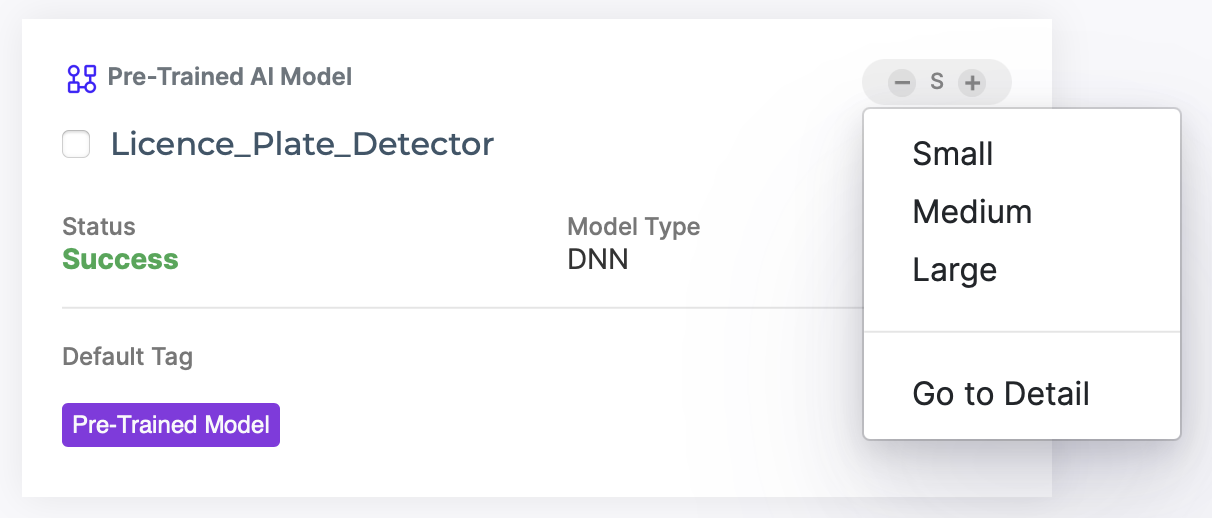 Pre-Trained AI Model
S
Licence_Plate_Detector
Small
Medium
Large
Go to Detail
Status
Success
Model Type
DNN
Default Tag
Pre-Trained Model